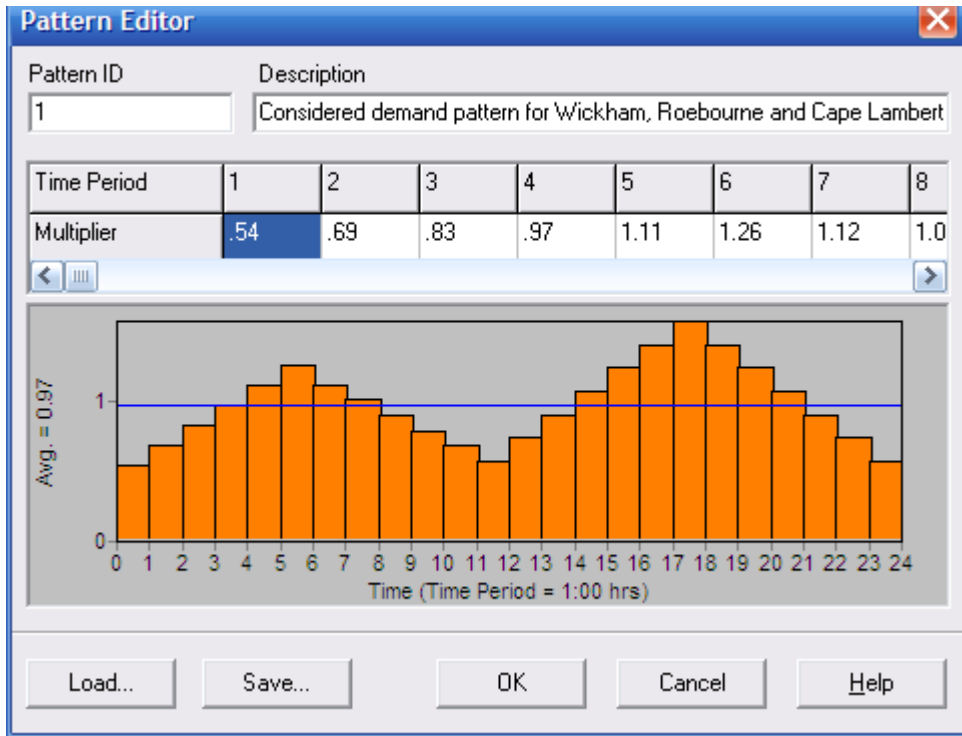 Pattern Editor
Pattern ID Description
1 Considered demand pattern for Wickham, Roebourne and Cape Lambert
Time Period 1 2 3 4 5 6 7 8
Multiplier .54 .69 .83 .97 1.11 1.26 1.12 1.0
Avg. = 0.97
1
0
0 1 2 3 4 5 6 7 8 9 10 11 12 13 14 15 16 17 18 19 20 21 22 23 24
Time (Time Period = 1:00 hrs)
Load... Save... OK Cancel Help